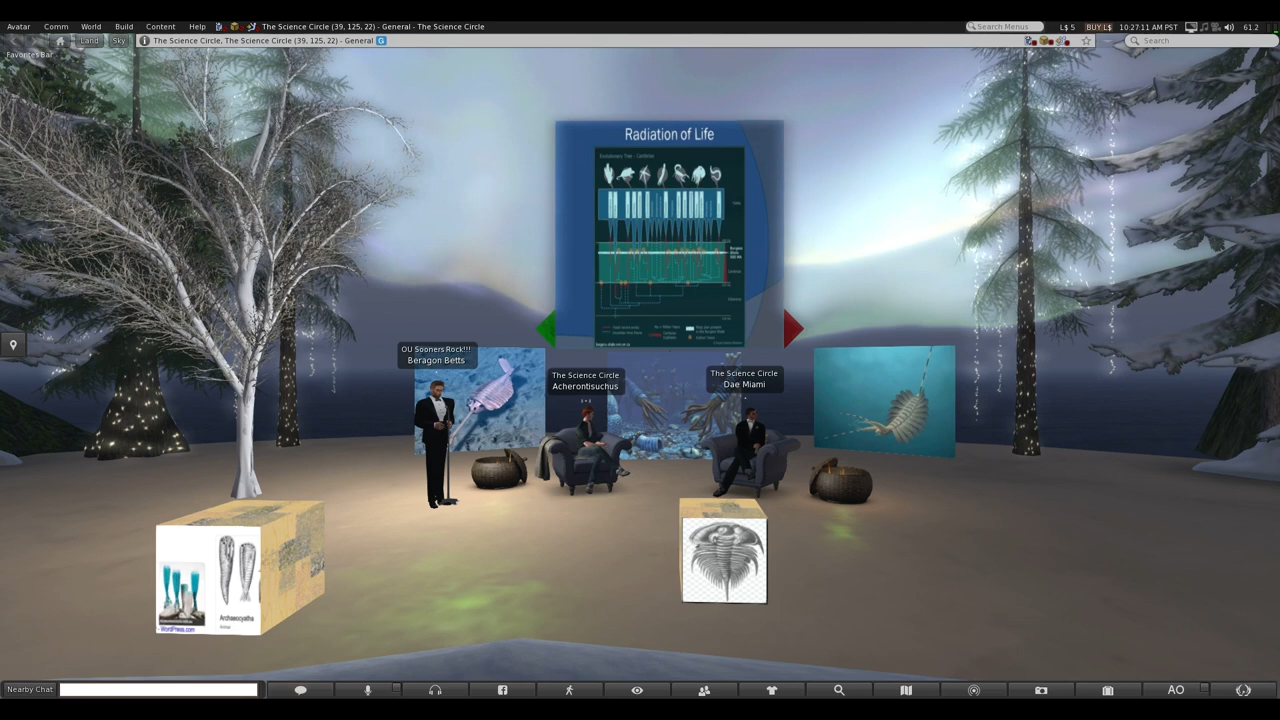 Avatar Comm World Build Content Help The Science Circle (39, 125, 22) - General - The Science Circle
Search Menus L$ 5 BUY L$ 10:27:11 AM PST 61.2
Land Sky The Science Circle, The Science Circle (39, 125, 22) - General G
Search
Favorites Bar
Radiation of Life
Evolutionary Tree - Cambrian
OU Sooners Rock!!!
Beragon Betts
The Science Circle
Acherontisuchus
The Science Circle
Dae Miami
Archaeocyatha
- WordPress.com
Nearby Chat
AO